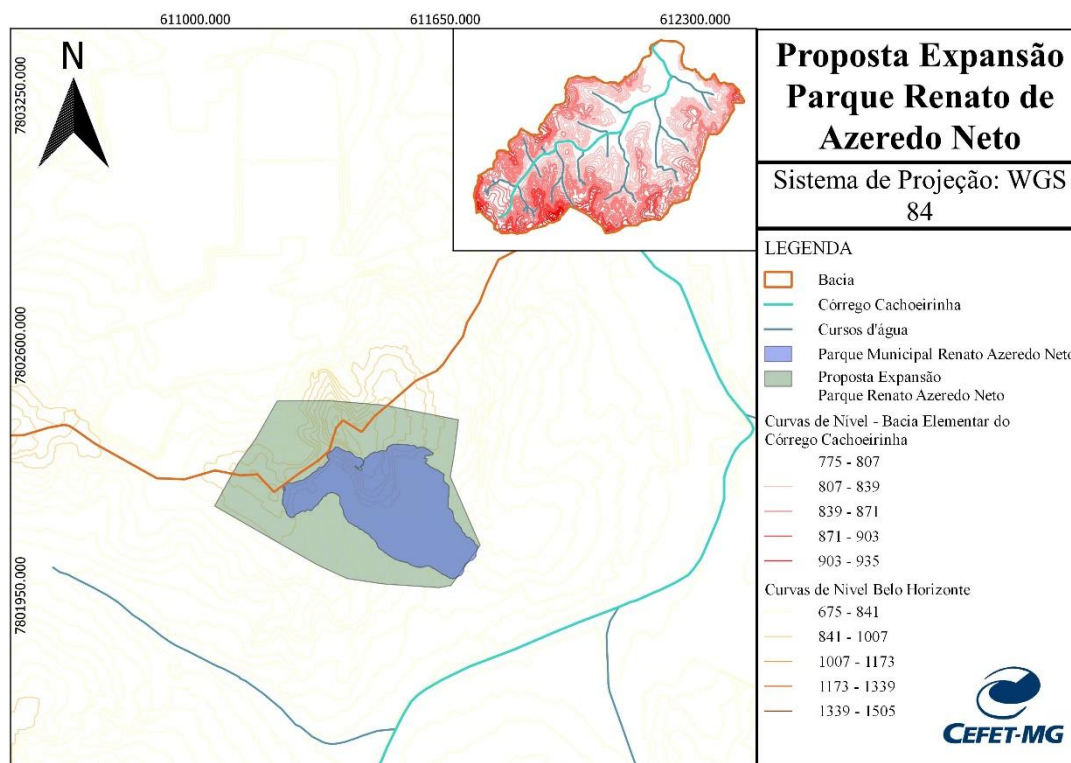 611000.000
611650.000
612300.000
7803250.000
7802600.000
7801950.000
N
Proposta Expansão
Parque Renato de
Azeredo Neto
Sistema de Projeção: WGS
84
LEGENDA
Bacia
Córrego Cachoeirinha
Cursos d'água
Parque Municipal Renato Azeredo Neto
Proposta Expansão
Parque Renato Azeredo Neto
Curvas de Nível - Bacia Elementar do
Córrego Cachoeirinha
775 - 807
807 - 839
839 - 871
871 - 903
903 - 935
Curvas de Nível Belo Horizonte
675 - 841
841 - 1007
1007 - 1173
1173 - 1339
1339 - 1505
CEFET-MG